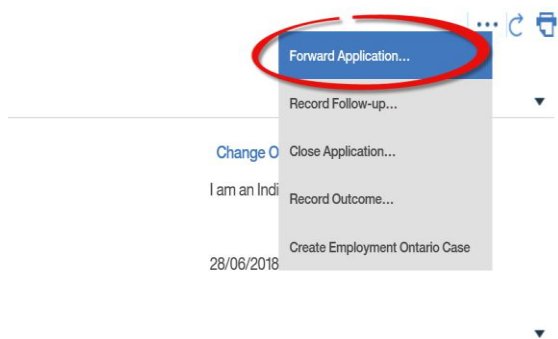 ...
Forward Application...
Record Follow-up...
Change O
Close Application...
I am an Indi
Record Outcome...
Create Employment Ontario Case
28/06/2018